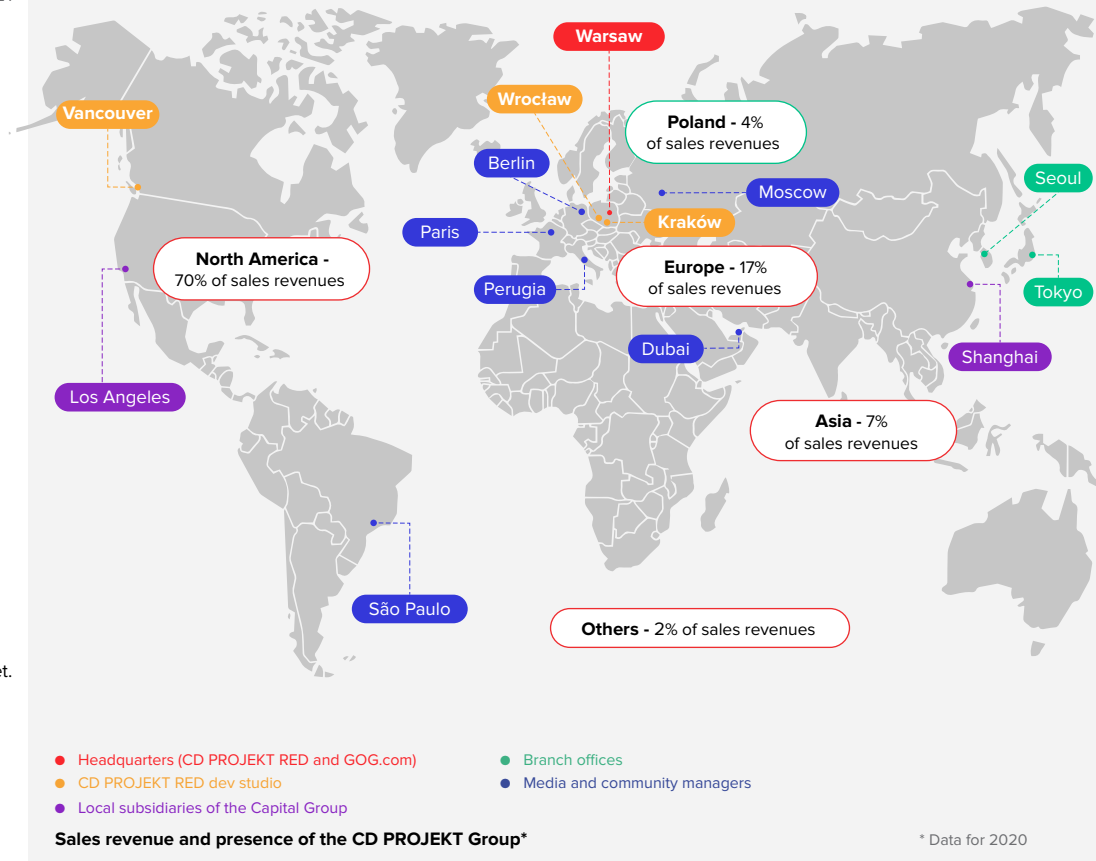 Warsaw
Vancouver
Wrocław
Poland - 4%
of sales revenues
Berlin
Seoul
Moscow
Kraków
Paris
North America -
70% of sales revenues
Europe - 17%
of sales revenues
Perugia
Tokyo
Dubai
Shanghai
Los Angeles
Asia - 7%
of sales revenues
São Paulo
Others - 2% of sales revenues
et.
Headquarters (CD PROJEKT RED and GOG.com)
CD PROJEKT RED dev studio
Local subsidiaries of the Capital Group
Branch offices
Media and community managers
Sales revenue and presence of the CD PROJEKT Group*
* Data for 2020